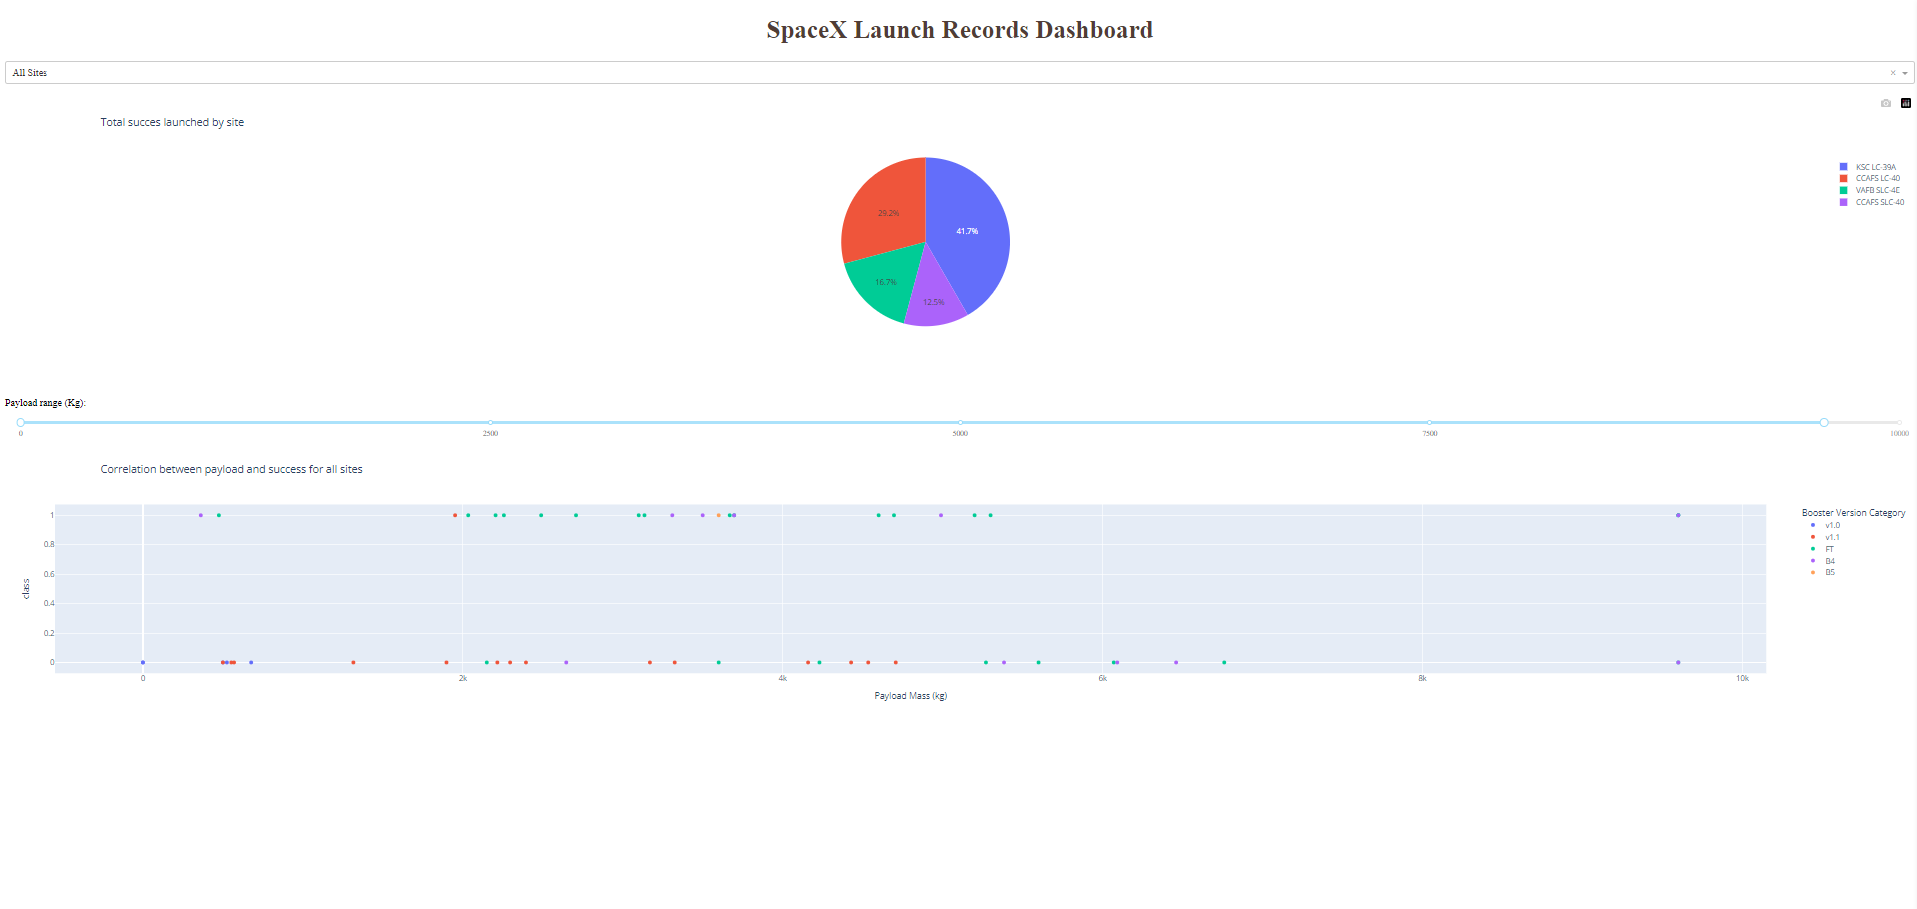 SpaceX Launch Records Dashboard
All Sites
×
Total succes launched by site
KSC LC-39A
CCAFS LC-40
VAFB SLC-4E
CCAFS SLC-40
29.2%
41.7%
16.7%
12.5%
Payload range (Kg):
0 2500 5000 7500 10000
Correlation between payload and success for all sites
Booster Version Category
v1.0
v1.1
FT
B4
B5
class
1
0.8
0.6
0.4
0.2
0
0 2k 4k 6k 8k 10k
Payload Mass (kg)